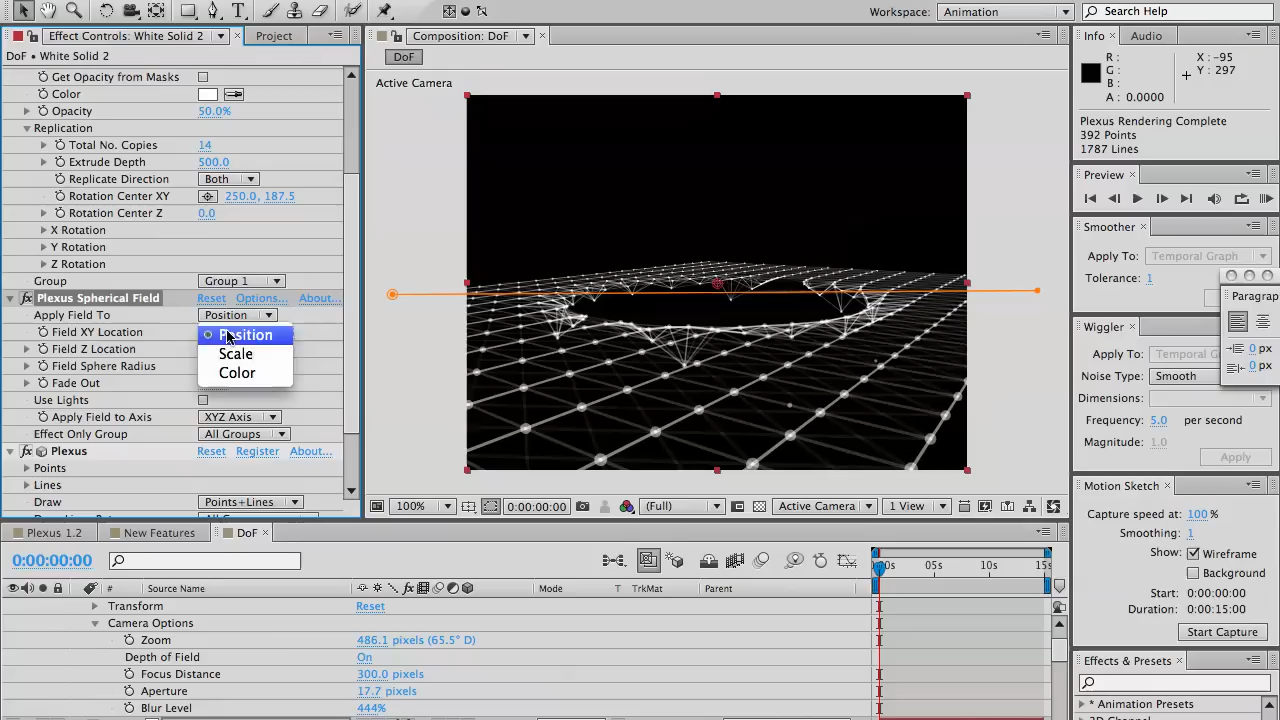 Workspace: Animation
Search Help
Effect Controls: White Solid 2
Project
DoF • White Solid 2
Get Opacity from Masks
Color
Opacity 50.0%
Replication
Total No. Copies 14
Extrude Depth 500.0
Replicate Direction Both
Rotation Center XY 250.0, 187.5
Rotation Center Z 0.0
X Rotation
Y Rotation
Z Rotation
Group Group 1
Plexus Spherical Field Reset Options... About...
Apply Field To Position
Field XY Location
Position
Field Z Location
Scale
Field Sphere Radius
Color
Fade Out
Use Lights
Apply Field to Axis XYZ Axis
Effect Only Group All Groups
Plexus Reset Register About...
Points
Lines
Draw Points+Lines
Composition: DoF
DoF
Active Camera
100%
0:00:00:00
(Full)
Active Camera
1 View
Info
Audio
R :
G :
B :
A : 0.0000
X : -95
Y : 297
Plexus Rendering Complete
392 Points
1787 Lines
Preview
Smoother
Apply To: Temporal Graph
Tolerance: 1
Paragrap
0 px
0 px
Wiggler
Apply To: Temporal Gr
Noise Type: Smooth
Dimensions:
Frequency: 5.0 per second
Magnitude: 1.0
Apply
Motion Sketch
Capture speed at: 100 %
Smoothing: 1
Show: Wireframe
Background
Start: 0:00:00:00
Duration: 0:00:15:00
Start Capture
Effects & Presets
* Animation Presets
Plexus 1.2
New Features
DoF
0:00:00:00
# Source Name
Mode T TrkMat Parent
05s 10s 15s
Transform Reset
Camera Options
Zoom 486.1 pixels (65.5° D)
Depth of Field On
Focus Distance 300.0 pixels
Aperture 17.7 pixels
Blur Level 444%